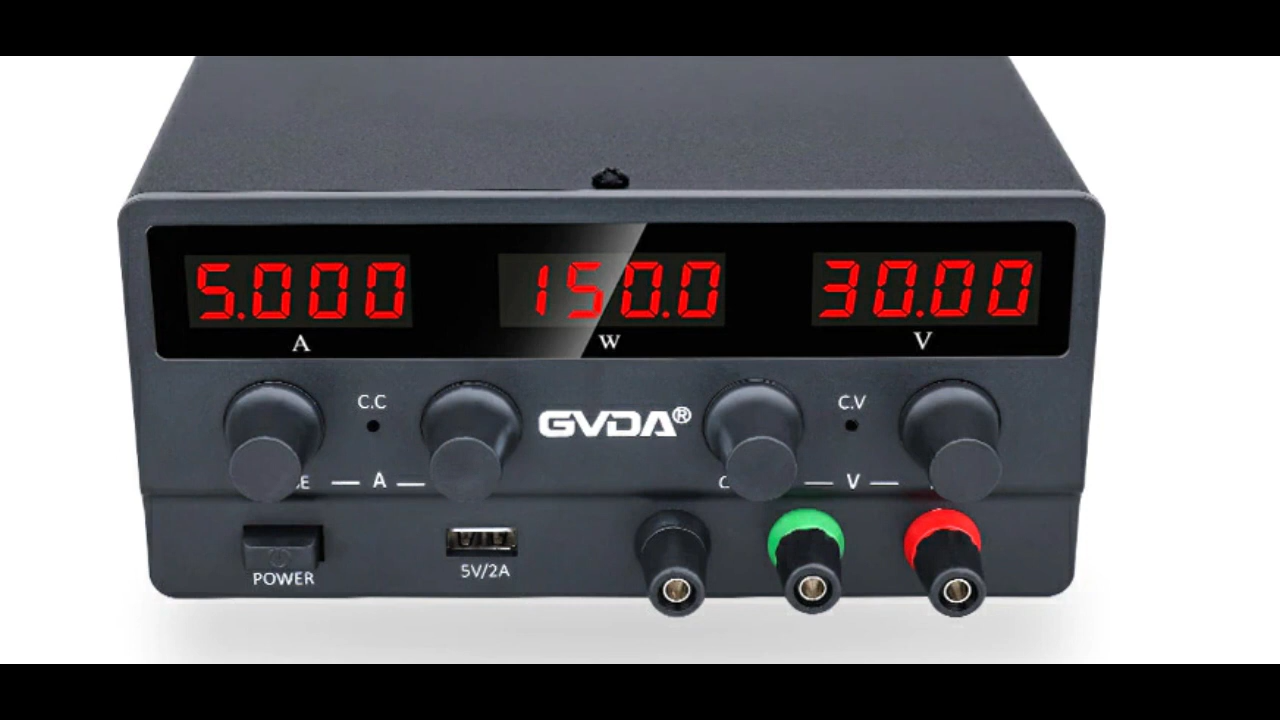 5.000 150.0 30.00
A W V
C.C GVDA® C.V
A V
POWER 5V/2A